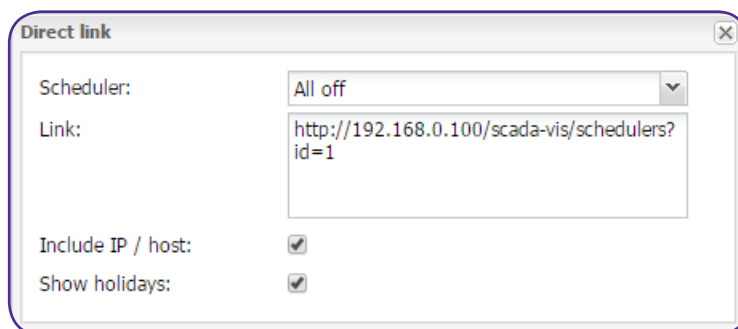 Direct link
Scheduler:
All off
Link:
http://192.168.0.100/scada-vis/schedulers?
id=1
Include IP / host:
Show holidays: